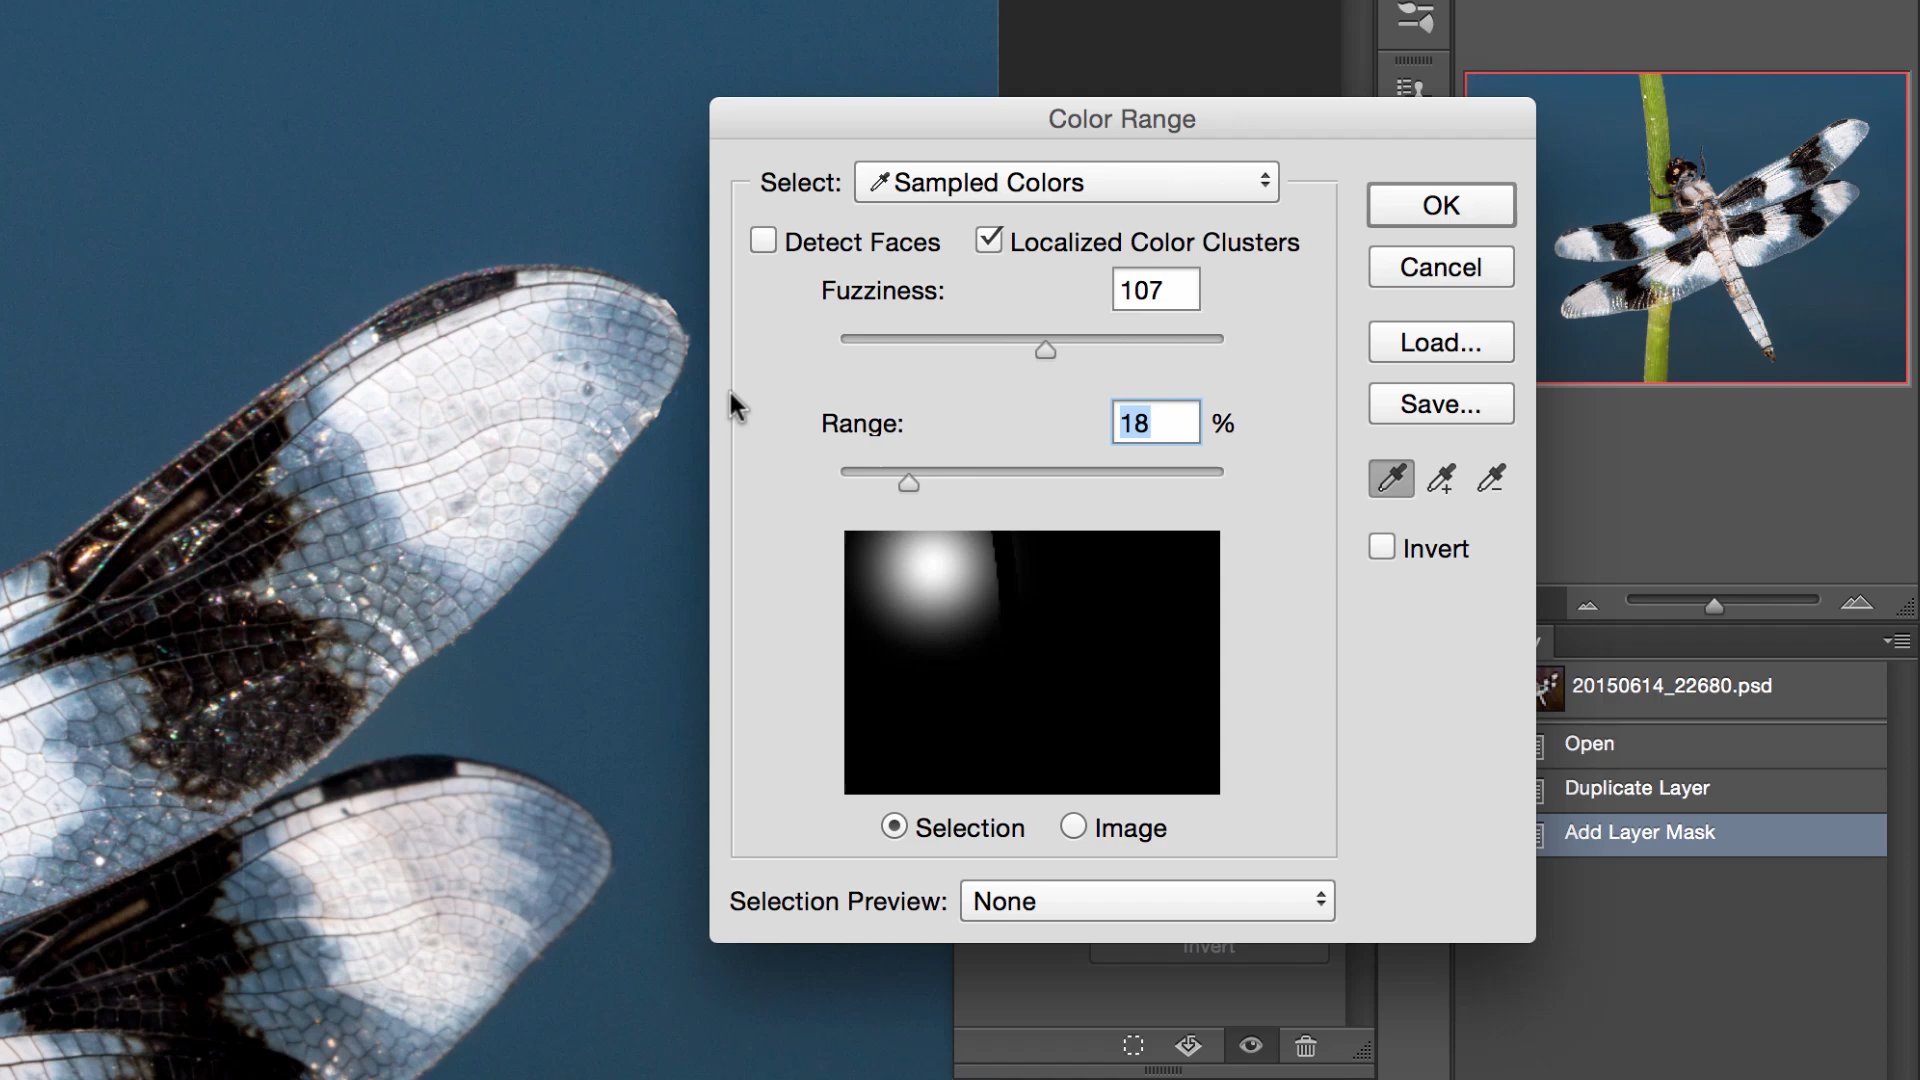 Color Range
Select: Sampled Colors
OK
Detect Faces Localized Color Clusters
Cancel
Fuzziness: 107
Load...
Range: 18 %
Save...
Invert
Selection Image
Selection Preview: None
Invert
20150614_22680.psd
Open
Duplicate Layer
Add Layer Mask